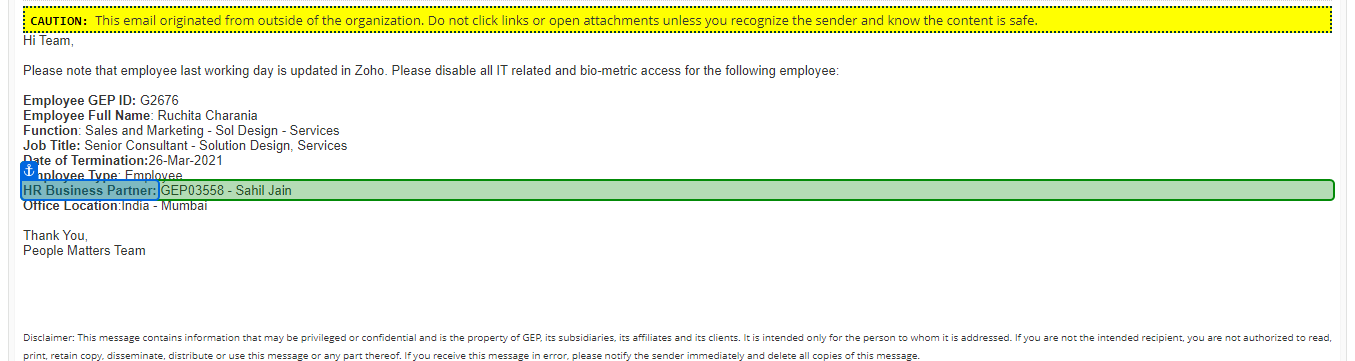 CAUTION: This email originated from outside of the organization. Do not click links or open attachments unless you recognize the sender and know the content is safe.
Hi Team,
Please note that employee last working day is updated in Zoho. Please disable all IT related and bio-metric access for the following employee:
Employee GEP ID: G2676
Employee Full Name: Ruchita Charania
Function: Sales and Marketing - Sol Design - Services
Job Title: Senior Consultant - Solution Design, Services
Date of Termination:26-Mar-2021
Employee Type: Employee
HR Business Partner: GEP03558 - Sahil Jain
Office Location:India - Mumbai
Thank You,
People Matters Team
Disclaimer: This message contains information that may be privileged or confidential and is the property of GEP, its subsidiaries, its affiliates and its clients. It is intended only for the person to whom it is addressed. If you are not the intended recipient, you are not authorized to read,
print, retain copy, disseminate, distribute or use this message or any part thereof. If you receive this message in error, please notify the sender immediately and delete all copies of this message.